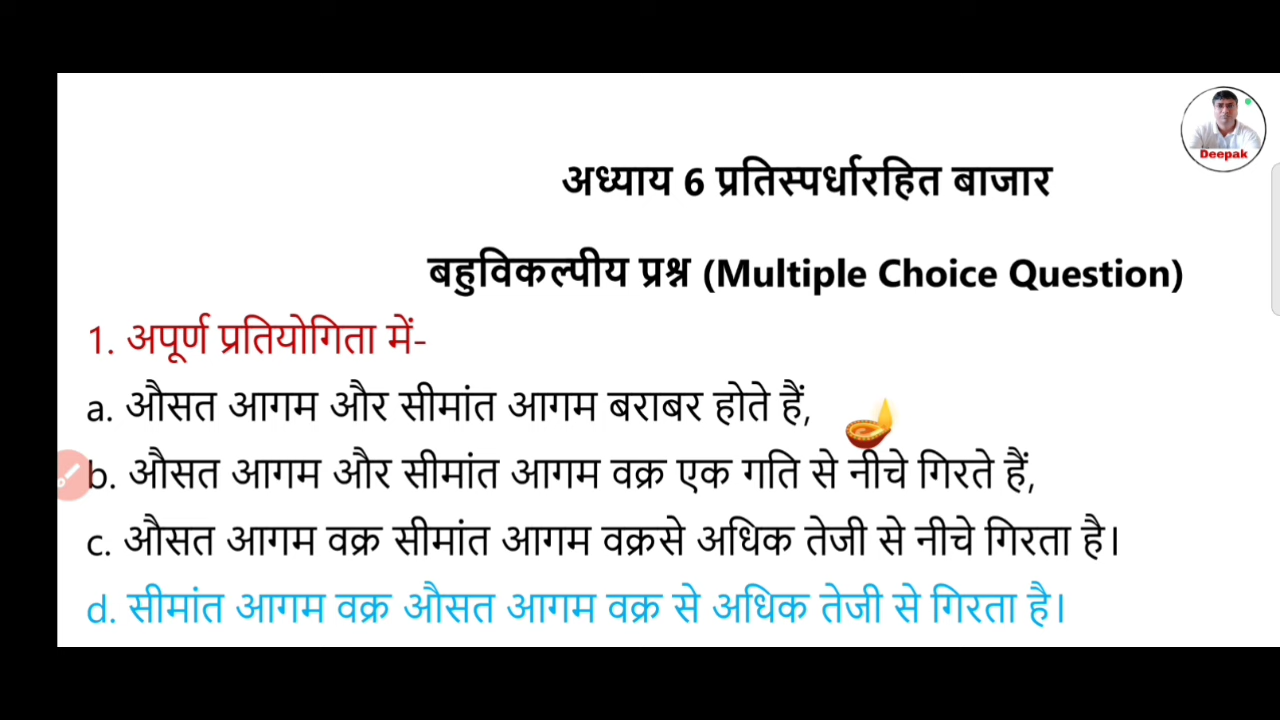 Deepak
अध्याय 6 प्रतिस्पर्धारहित बाजार
बहुविकल्पीय प्रश्न (Multiple Choice Question)
1. अपूर्ण प्रतियोगिता में-
a. औसत आगम और सीमांत आगम बराबर होते हैं,
b. औसत आगम और सीमांत आगम वक्र एक गति से नीचे गिरते हैं,
c. औसत आगम वक्र सीमांत आगम वक्रसे अधिक तेजी से नीचे गिरता है।
d. सीमांत आगम वक्र औसत आगम वक्र से अधिक तेजी से गिरता है।